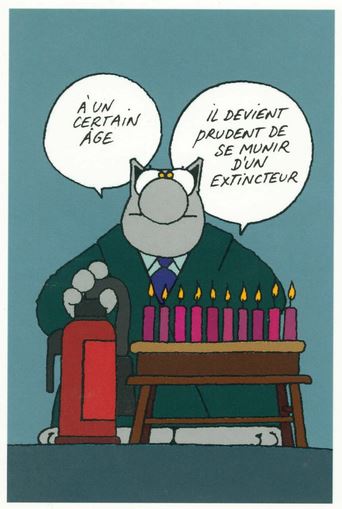 À UN
CERTAIN
ÂGE
iL DEVIENT
PRUDENT DE
SE MUNIR
D'UN
EXTINCTEUR